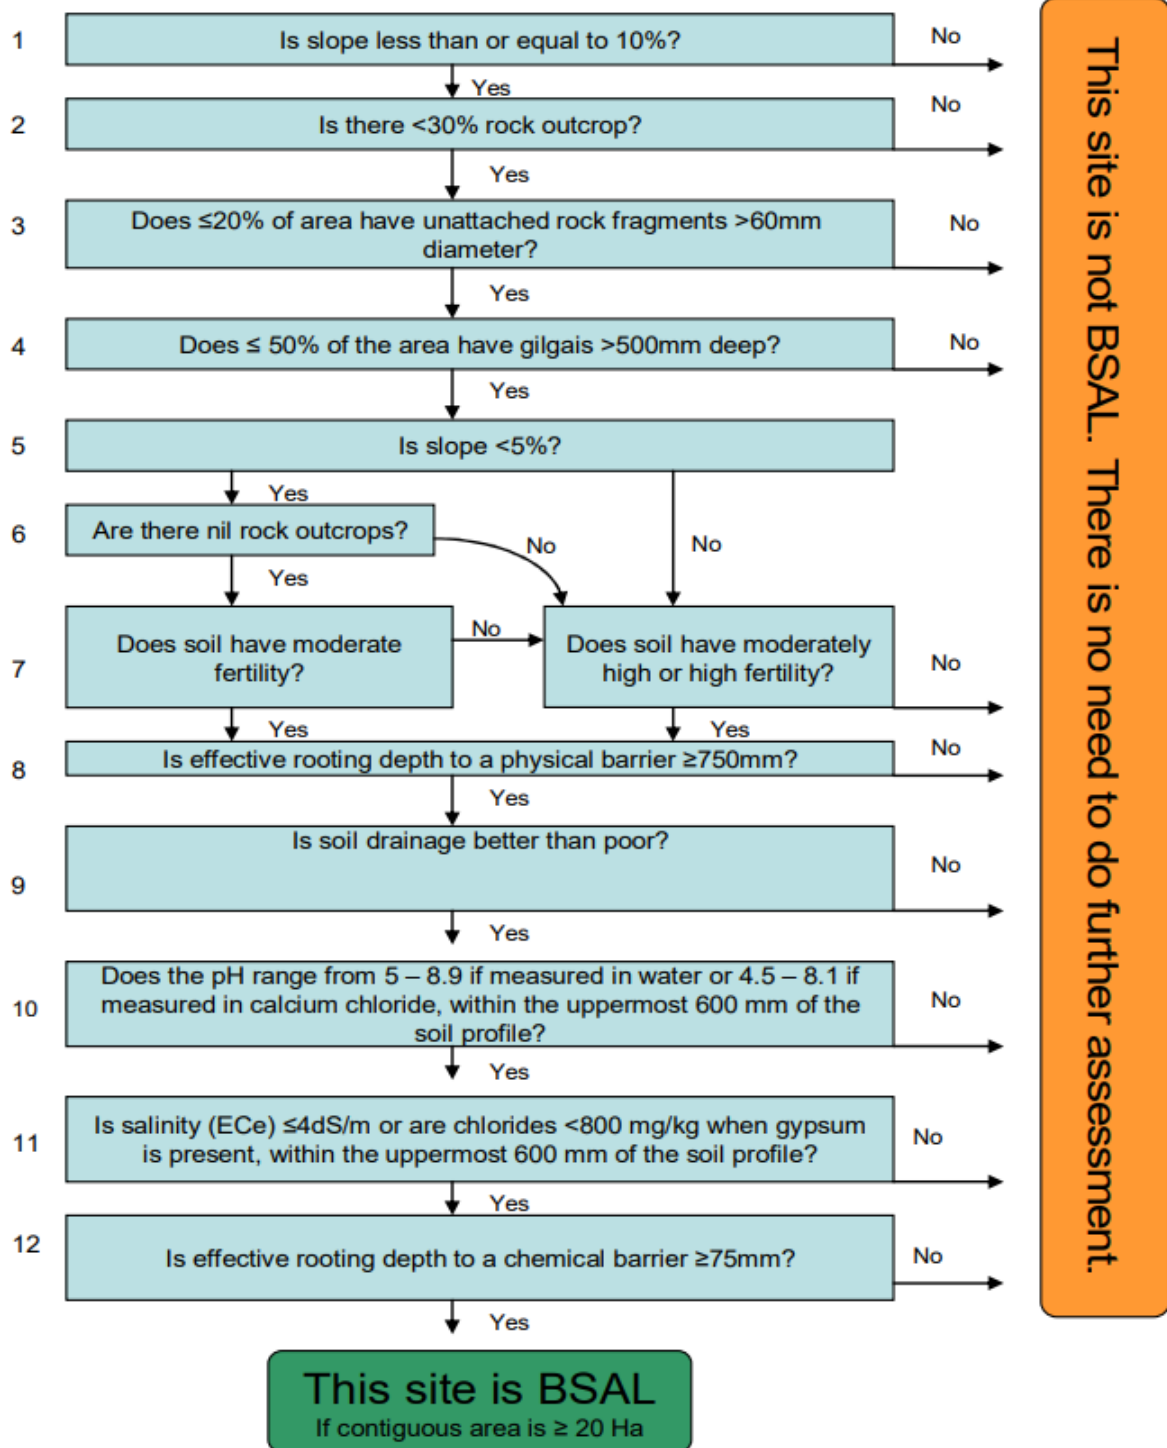 1
Is slope less than or equal to 10%?
No
Yes
2
Is there <30% rock outcrop?
No
Yes
3
Does ≤20% of area have unattached rock fragments >60mm
diameter?
No
Yes
4
Does ≤ 50% of the area have gilgais >500mm deep?
No
Yes
5
Is slope <5%?
Yes
No
6
Are there nil rock outcrops?
No
Yes
7
Does soil have moderate
fertility?
No
Does soil have moderately
high or high fertility?
No
Yes
Yes
8
Is effective rooting depth to a physical barrier ≥750mm?
No
Yes
9
Is soil drainage better than poor?
No
Yes
10
Does the pH range from 5 – 8.9 if measured in water or 4.5 – 8.1 if
measured in calcium chloride, within the uppermost 600 mm of the
soil profile?
No
Yes
11
Is salinity (ECe) ≤4dS/m or are chlorides <800 mg/kg when gypsum
is present, within the uppermost 600 mm of the soil profile?
No
Yes
12
Is effective rooting depth to a chemical barrier ≥75mm?
No
Yes
This site is BSAL
If contiguous area is ≥ 20 Ha
This site is not BSAL. There is no need to do further assessment.